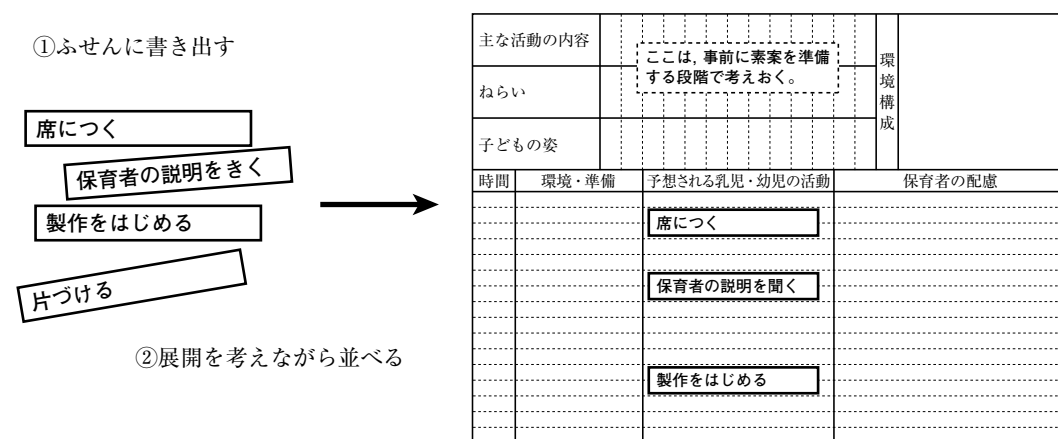 ①ふせんに書き出す
席につく
保育者の説明をきく
製作をはじめる
片づける
②展開を考えながら並べる
主な活動の内容
ねらい
子どもの姿
ここは，事前に素案を準備
する段階で考えおく。
環境構成
時間
環境・準備
予想される乳児・幼児の活動
保育者の配慮
席につく
保育者の説明を聞く
製作をはじめる